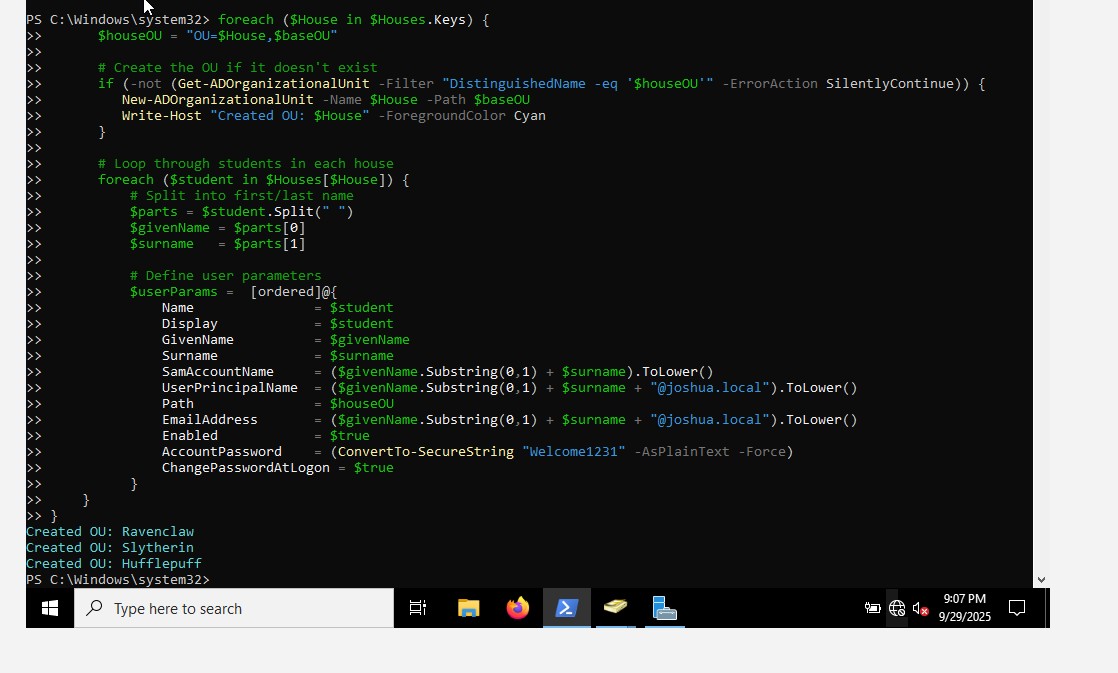 PS C:\Windows\system32> foreach ($House in $Houses.Keys) {
>>       $houseOU = "OU=$House,$baseOU"
>>
>>       # Create the OU if it doesn't exist
>>       if (-not (Get-ADOrganizationalUnit -Filter "DistinguishedName -eq '$houseOU'" -ErrorAction SilentlyContinue)) {
>>          New-ADOrganizationalUnit -Name $House -Path $baseOU
>>          Write-Host "Created OU: $House" -ForegroundColor Cyan
>>       }
>>
>>       # Loop through students in each house
>>       foreach ($student in $Houses[$House]) {
>>           # Split into first/last name
>>           $parts = $student.Split(" ")
>>           $givenName = $parts[0]
>>           $surname   = $parts[1]
>>
>>           # Define user parameters
>>           $userParams =  [ordered]@{
>>               Name               = $student
>>               Display            = $student
>>               GivenName          = $givenName
>>               Surname            = $surname
>>               SamAccountName     = ($givenName.Substring(0,1) + $surname).ToLower()
>>               UserPrincipalName  = ($givenName.Substring(0,1) + $surname + "@joshua.local").ToLower()
>>               Path               = $houseOU
>>               EmailAddress       = ($givenName.Substring(0,1) + $surname + "@joshua.local").ToLower()
>>               Enabled            = $true
>>               AccountPassword    = (ConvertTo-SecureString "Welcome1231" -AsPlainText -Force)
>>               ChangePasswordAtLogon = $true
>>           }
>>     }
>> }
Created OU: Ravenclaw
Created OU: Slytherin
Created OU: Hufflepuff
PS C:\Windows\system32>
Type here to search
9:07 PM
9/29/2025